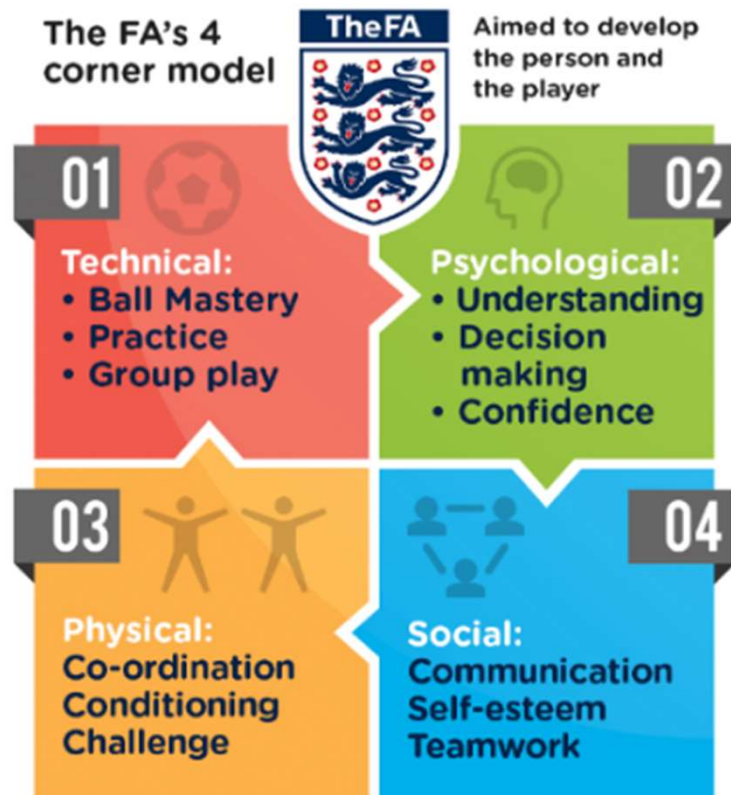 The FA's 4
corner model
TheFA
Aimed to develop
the person and
the player
01
Technical:
• Ball Mastery
• Practice
• Group play
02
Psychological:
• Understanding
• Decision
making
• Confidence
03
Physical:
Co-ordination
Conditioning
Challenge
04
Social:
Communication
Self-esteem
Teamwork